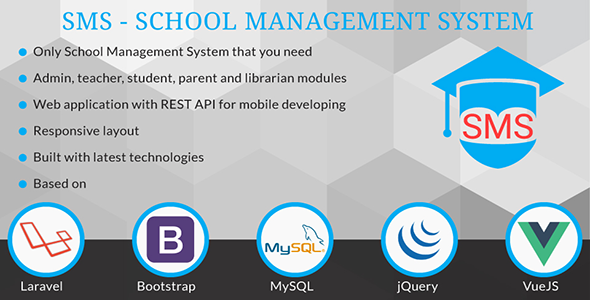 SMS - SCHOOL MANAGEMENT SYSTEM
Only School Management System that you need
Admin, teacher, student, parent and librarian modules
Web application with REST API for mobile developing
Responsive layout
Built with latest technologies
Based on
SMS
B
MySQL
Laravel
Bootstrap
MySQL
jQuery
VueJS